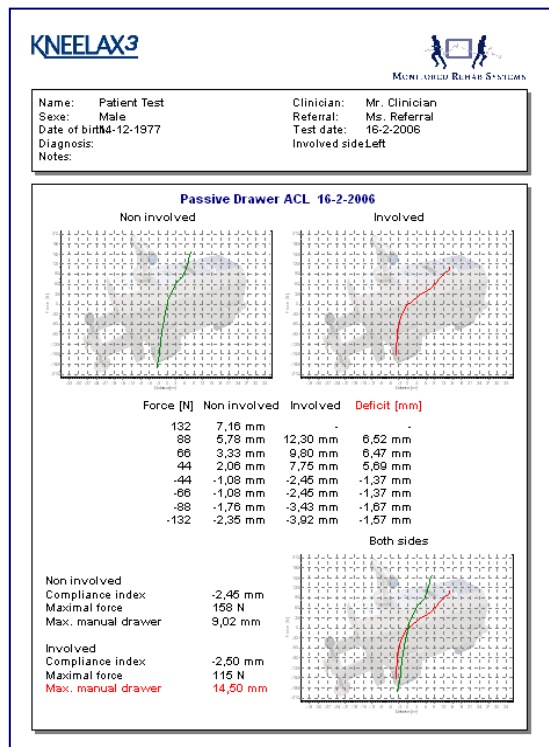 KNEELAX3
MONITORED REHAB SYSTEMS
Name: Patient Test
Sexe: Male
Date of birth14-12-1977
Diagnosis:
Notes:
Clinician: Mr. Clinician
Referral: Ms. Referral
Test date: 16-2-2006
Involved side:Left
Passive Drawer ACL 16-2-2006
Non involved
Involved
Force [N] Non involved Involved Deficit [mm]
132 7,16 mm - -
88 5,78 mm 12,30 mm 6,52 mm
66 3,33 mm 9,80 mm 6,47 mm
44 2,06 mm 7,75 mm 5,69 mm
-44 -1,08 mm -2,45 mm -1,37 mm
-66 -1,08 mm -2,45 mm -1,37 mm
-88 -1,76 mm -3,43 mm -1,67 mm
-132 -2,35 mm -3,92 mm -1,57 mm
Both sides
Non involved
Compliance index -2,45 mm
Maximal force 158 N
Max. manual drawer 9,02 mm
Involved
Compliance index -2,50 mm
Maximal force 115 N
Max. manual drawer 14,50 mm